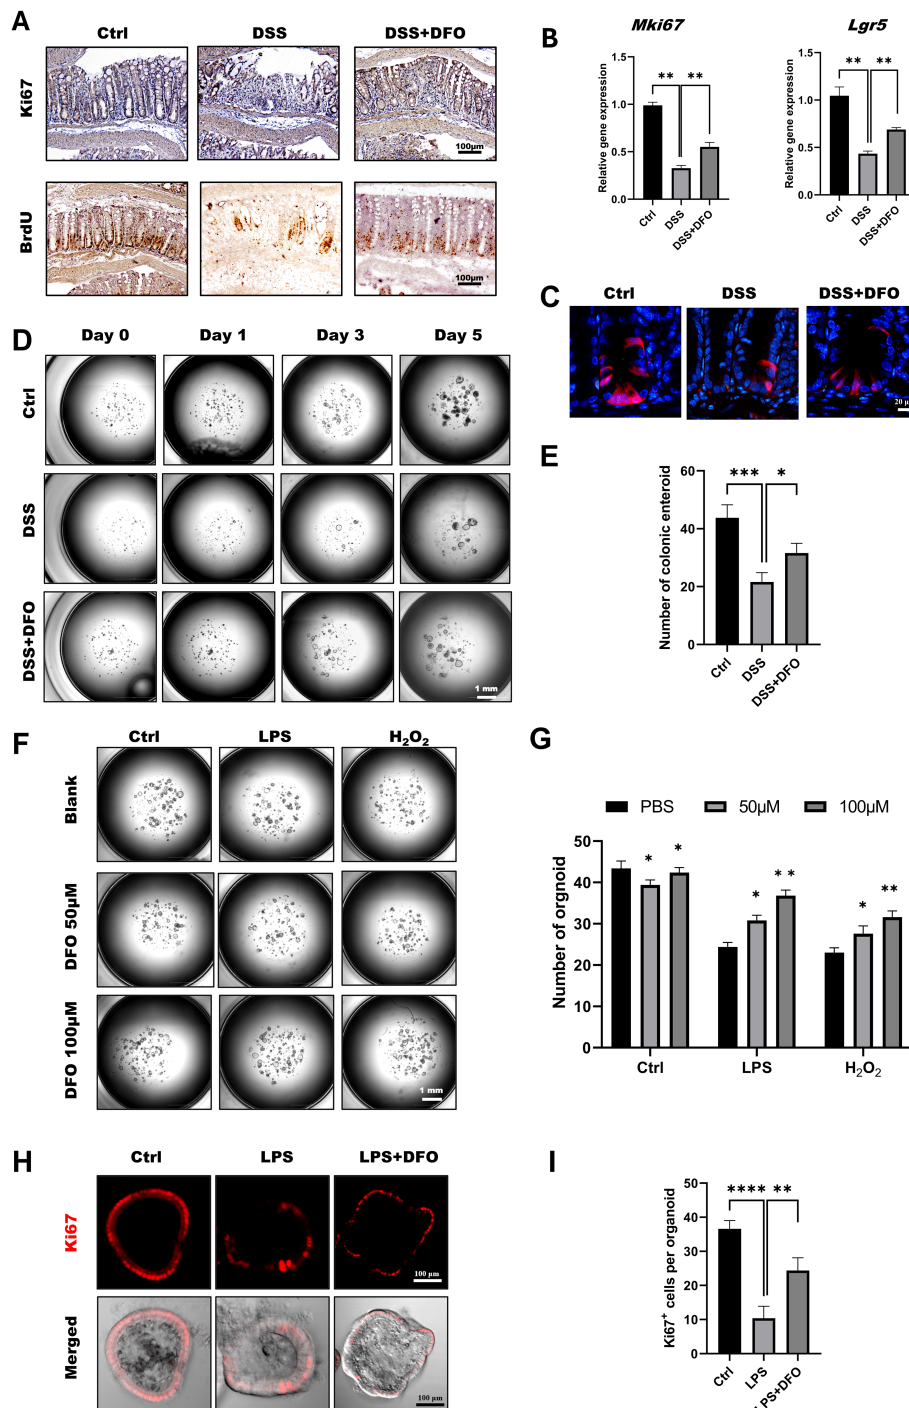 A
Ctrl
DSS
DSS+DFO
Ki67
100μm
BrdU
100μm
B
Mki67
Relative gene expression
1.5
1.0
0.5
0.0
**
**
Ctrl
DSS
DSS+DFO
Lgr5
Relative gene expression
1.5
1.0
0.5
0.0
**
**
Ctrl
DSS
DSS+DFO
C
Ctrl
DSS
DSS+DFO
20 μ
D
Day 0
Day 1
Day 3
Day 5
Ctrl
DSS
DSS+DFO
1 mm
E
Number of colonic enteroid
60
40
20
0
***
*
Ctrl
DSS
DSS+DFO
F
Ctrl
LPS
H₂O₂
Blank
DFO 50μM
DFO 100μM
1 mm
G
PBS
50μM
100μM
Number of orgnoid
50
40
30
20
10
0
*
*
*
**
*
**
Ctrl
LPS
H₂O₂
H
Ctrl
LPS
LPS+DFO
Ki67
100 μm
Merged
100 μm
I
Ki67⁺ cells per organoid
50
40
30
20
10
0
****
**
Ctrl
LPS
LPS+DFO